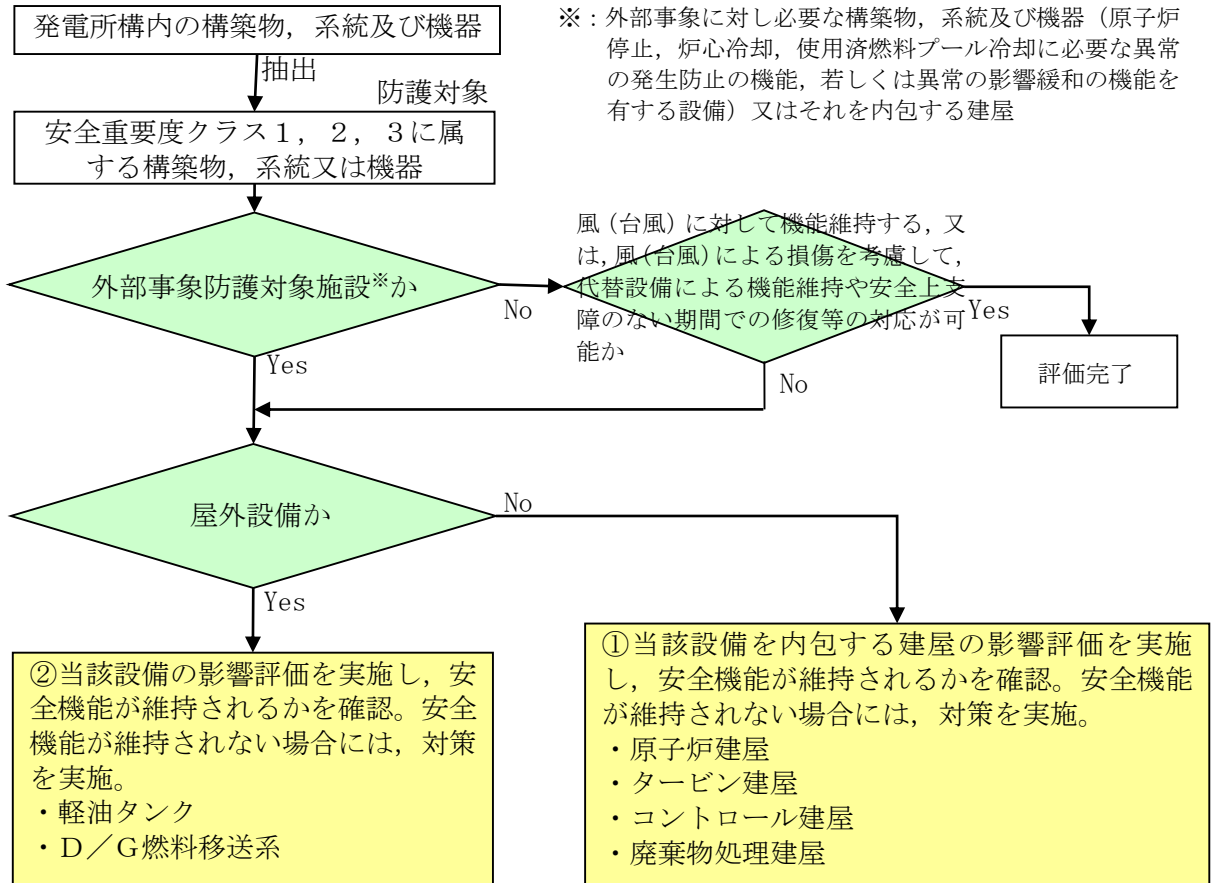 発電所構内の構築物，系統及び機器
※：外部事象に対し必要な構築物，系統及び機器（原子炉
停止，炉心冷却，使用済燃料プール冷却に必要な異常
の発生防止の機能，若しくは異常の影響緩和の機能を
有する設備）又はそれを内包する建屋
抽出
防護対象
安全重要度クラス１，２，３に属
する構築物，系統又は機器
外部事象防護対象施設※か
No
風（台風）に対して機能維持する，又
は，風（台風）による損傷を考慮して，
代替設備による機能維持や安全上支
障のない期間での修復等の対応が可
能か
Yes
評価完了
Yes
No
屋外設備か
No
Yes
②当該設備の影響評価を実施し，安
全機能が維持されるかを確認。安全
機能が維持されない場合には，対策
を実施。
・軽油タンク
・Ｄ／Ｇ燃料移送系
①当該設備を内包する建屋の影響評価を実施
し，安全機能が維持されるかを確認。安全機能
が維持されない場合には，対策を実施。
・原子炉建屋
・タービン建屋
・コントロール建屋
・廃棄物処理建屋